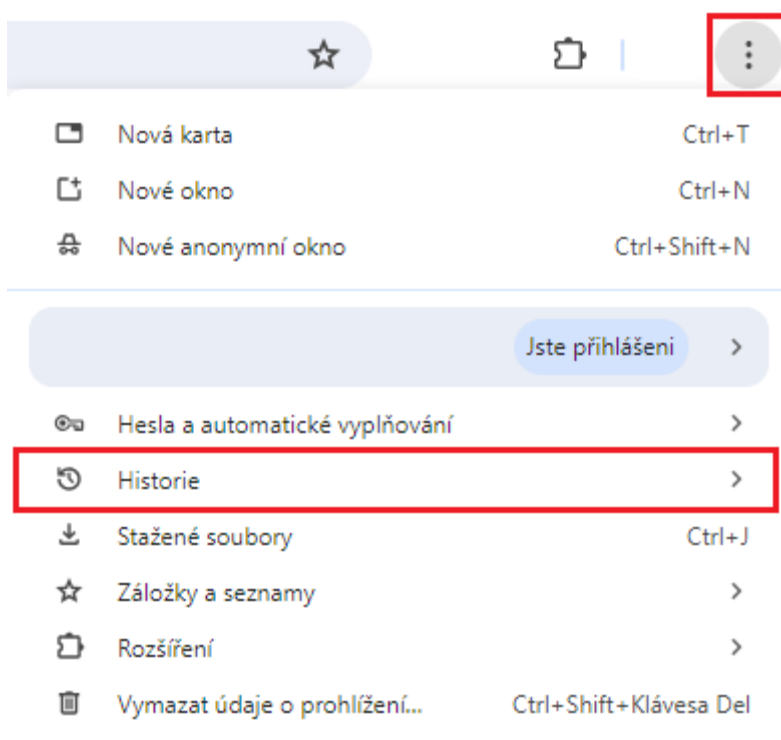 Nová karta Ctrl+T
Nové okno Ctrl+N
Nové anonymní okno Ctrl+Shift+N
Jste přihlášeni
Hesla a automatické vyplňování
Historie
Stažené soubory Ctrl+J
Záložky a seznamy
Rozšíření
Vymazat údaje o prohlížení... Ctrl+Shift+Klávesa Del